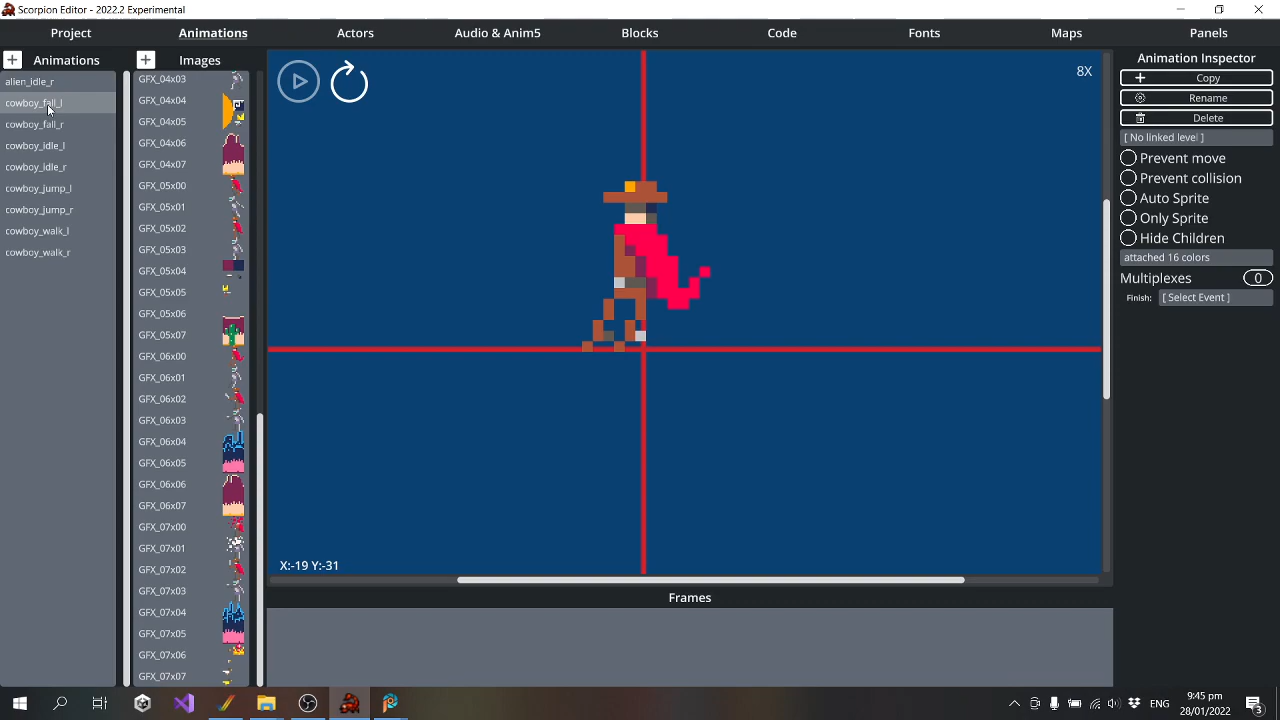 Scorpion Editor - 2022.2 Experimental
Project
Animations
Actors
Audio & Anim5
Blocks
Code
Fonts
Maps
Panels
+ Animations
alien_idle_r
cowboy_fall_l
cowboy_fall_r
cowboy_idle_l
cowboy_idle_r
cowboy_jump_l
cowboy_jump_r
cowboy_walk_l
cowboy_walk_r
+ Images
GFX_04x03
GFX_04x04
GFX_04x05
GFX_04x06
GFX_04x07
GFX_05x00
GFX_05x01
GFX_05x02
GFX_05x03
GFX_05x04
GFX_05x05
GFX_05x06
GFX_05x07
GFX_06x00
GFX_06x01
GFX_06x02
GFX_06x03
GFX_06x04
GFX_06x05
GFX_06x06
GFX_06x07
GFX_07x00
GFX_07x01
GFX_07x02
GFX_07x03
GFX_07x04
GFX_07x05
GFX_07x06
GFX_07x07
8X
X:-19 Y:-31
Frames
Animation Inspector
+ Copy
Rename
Delete
[ No linked level ]
Prevent move
Prevent collision
Auto Sprite
Only Sprite
Hide Children
attached 16 colors
Multiplexes 0
Finish: [ Select Event ]
ENG
9:45 pm
28/01/2022
3